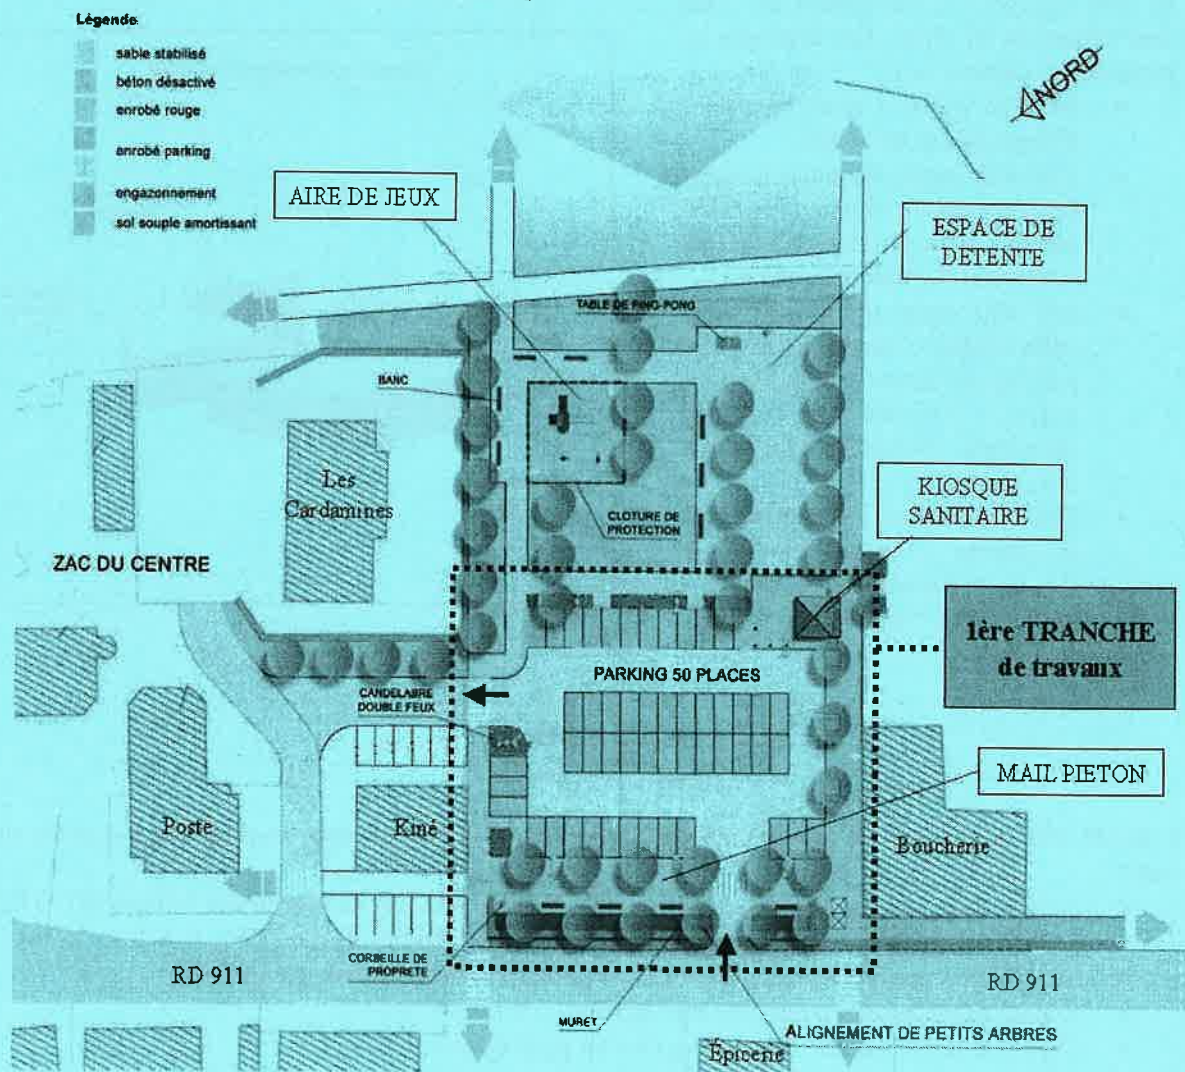 Légende
sable stabilisé
béton désactivé
enrobé rouge
enrobé parking
engazonnement
sol souple amortissant
NORD
AIRE DE JEUX
ESPACE DE
DETENTE
TABLE DE PING-PONG
BANC
Les
Cardamines
CLOTURE DE
PROTECTION
KIOSQUE
SANITAIRE
ZAC DU CENTRE
1ère TRANCHE
de travaux
PARKING 50 PLACES
CANDELABRE
DOUBLE FEUX
MAIL PIETON
Poste
Kiné
Boucherie
CORBEILLE DE
PROPRETE
RD 911
RD 911
MURET
ALIGNEMENT DE PETITS ARBRES
Épicerie